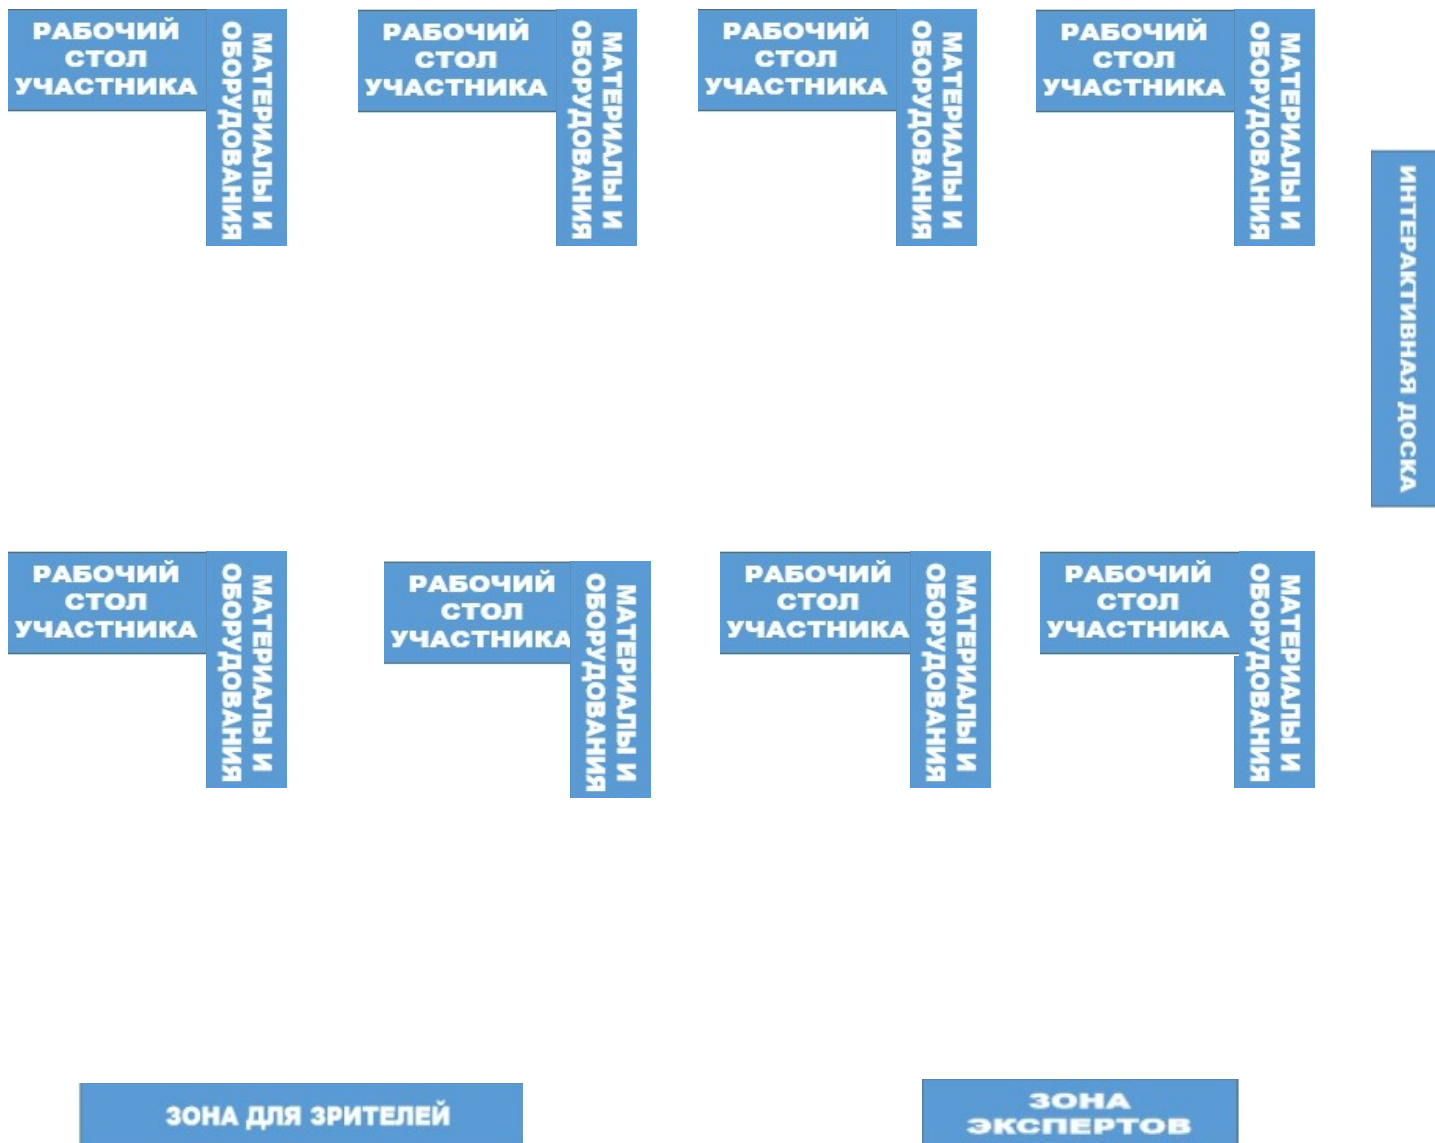 РАБОЧИЙ
СТОЛ
УЧАСТНИКА
МАТЕРИАЛЫ И
ОБОРУДОВАНИЯ
РАБОЧИЙ
СТОЛ
УЧАСТНИКА
МАТЕРИАЛЫ И
ОБОРУДОВАНИЯ
РАБОЧИЙ
СТОЛ
УЧАСТНИКА
МАТЕРИАЛЫ И
ОБОРУДОВАНИЯ
РАБОЧИЙ
СТОЛ
УЧАСТНИКА
МАТЕРИАЛЫ И
ОБОРУДОВАНИЯ
ИНТЕРАКТИВНАЯ ДОСКА
РАБОЧИЙ
СТОЛ
УЧАСТНИКА
МАТЕРИАЛЫ И
ОБОРУДОВАНИЯ
РАБОЧИЙ
СТОЛ
УЧАСТНИКА
МАТЕРИАЛЫ И
ОБОРУДОВАНИЯ
РАБОЧИЙ
СТОЛ
УЧАСТНИКА
МАТЕРИАЛЫ И
ОБОРУДОВАНИЯ
РАБОЧИЙ
СТОЛ
УЧАСТНИКА
МАТЕРИАЛЫ И
ОБОРУДОВАНИЯ
ЗОНА ДЛЯ ЗРИТЕЛЕЙ
ЗОНА
ЭКСПЕРТОВ